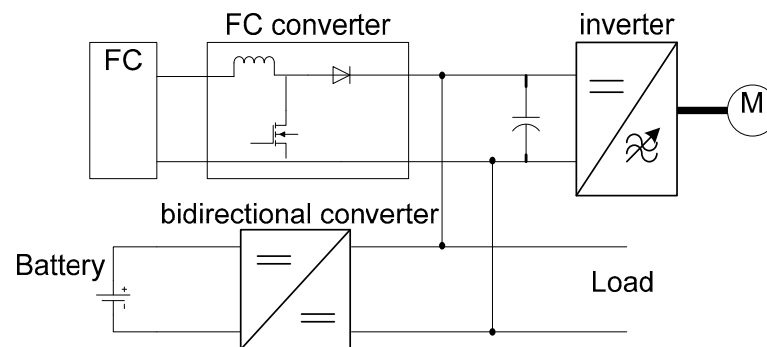 FC converter
inverter
FC
M
bidirectional converter
Battery
+
-
Load